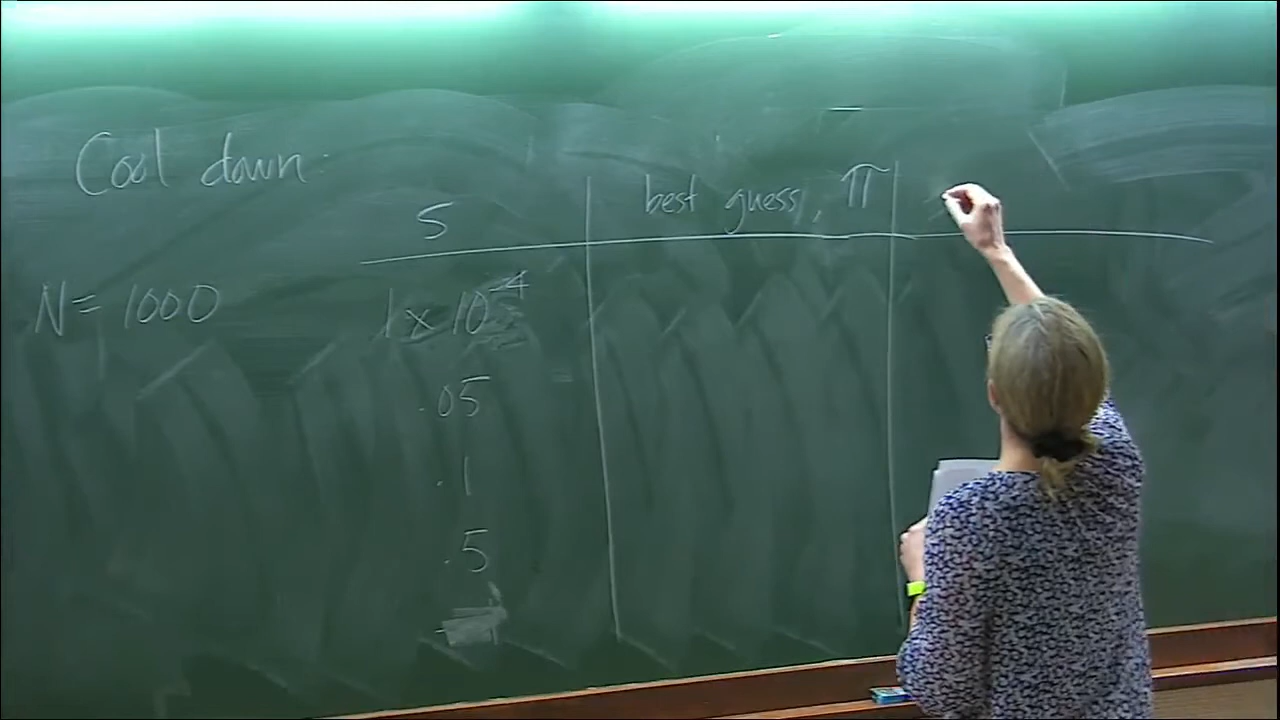 Cool down:
s best guess, π
N = 1000 1 x 10^-4
.05
.1
.5